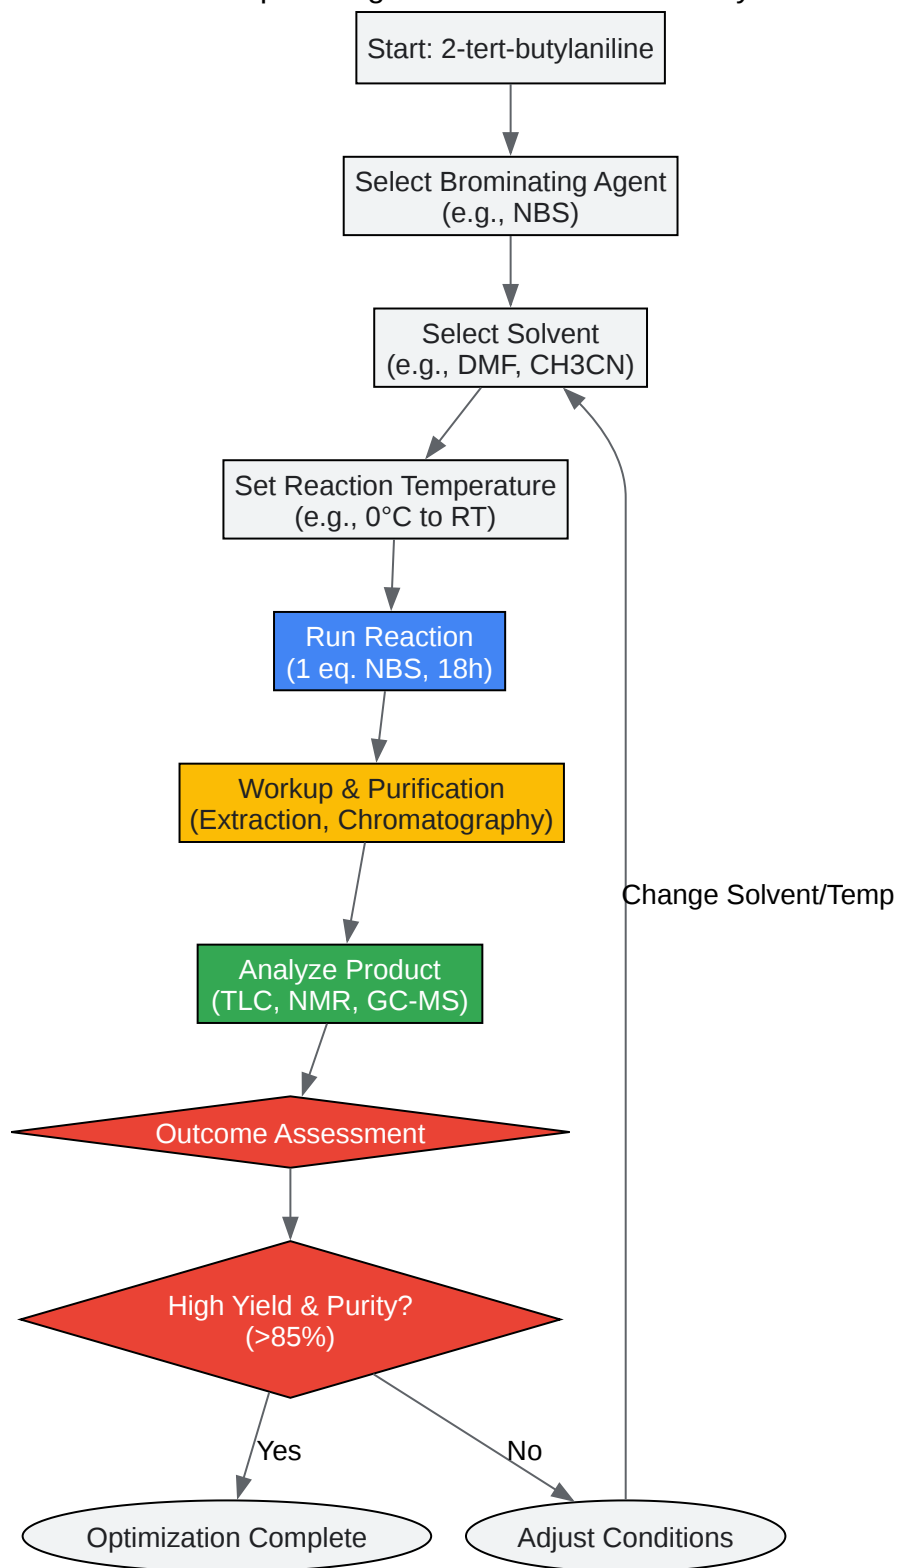 Start: 2-tert-butylaniline
Select Brominating Agent
(e.g., NBS)
Select Solvent
(e.g., DMF, CH3CN)
Set Reaction Temperature
(e.g., 0°C to RT)
Run Reaction
(1 eq. NBS, 18h)
Workup & Purification
(Extraction, Chromatography)
Change Solvent/Temp
Analyze Product
(TLC, NMR, GC-MS)
Outcome Assessment
High Yield & Purity?
(>85%)
Yes
No
Optimization Complete
Adjust Conditions